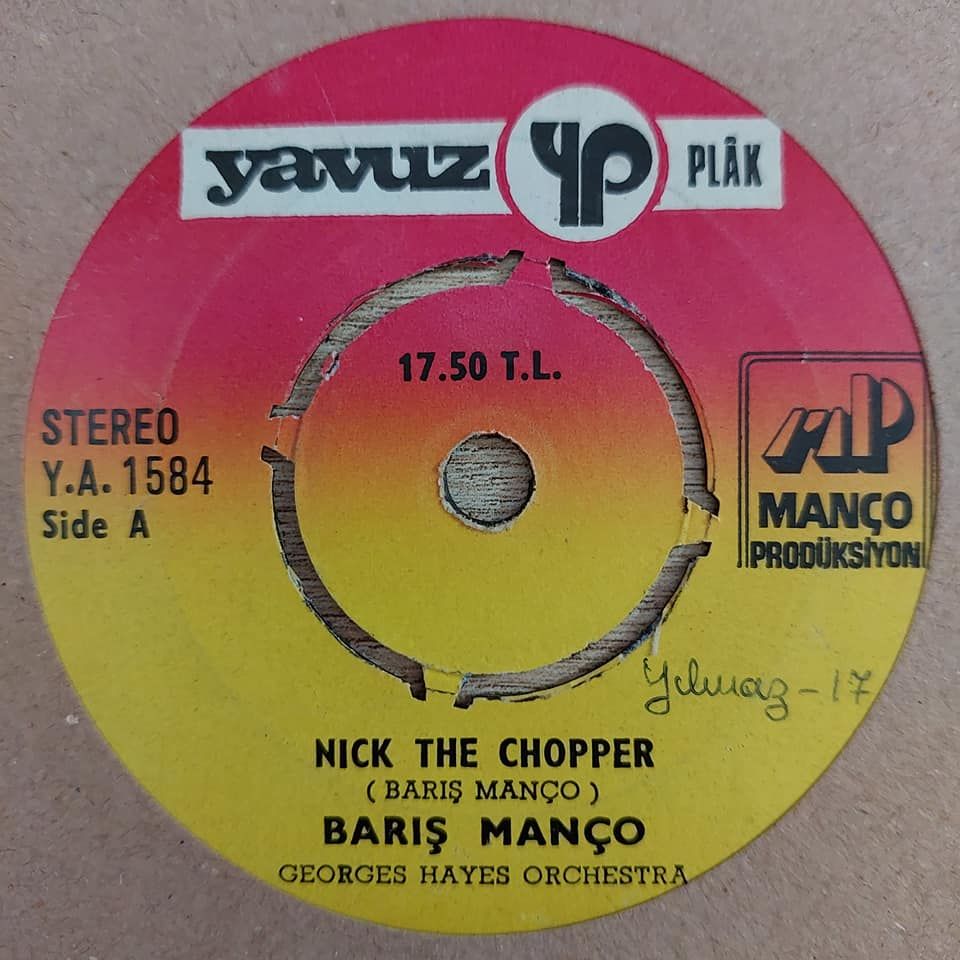 yavuz YP PLÂK
17.50 T.L.
STEREO
Y.A. 1584
Side A
MP
MANÇO
PRODÜKSİYON
Yılmaz - 17
NICK THE CHOPPER
( BARIŞ MANÇO )
BARIŞ MANÇO
GEORGES HAYES ORCHESTRA